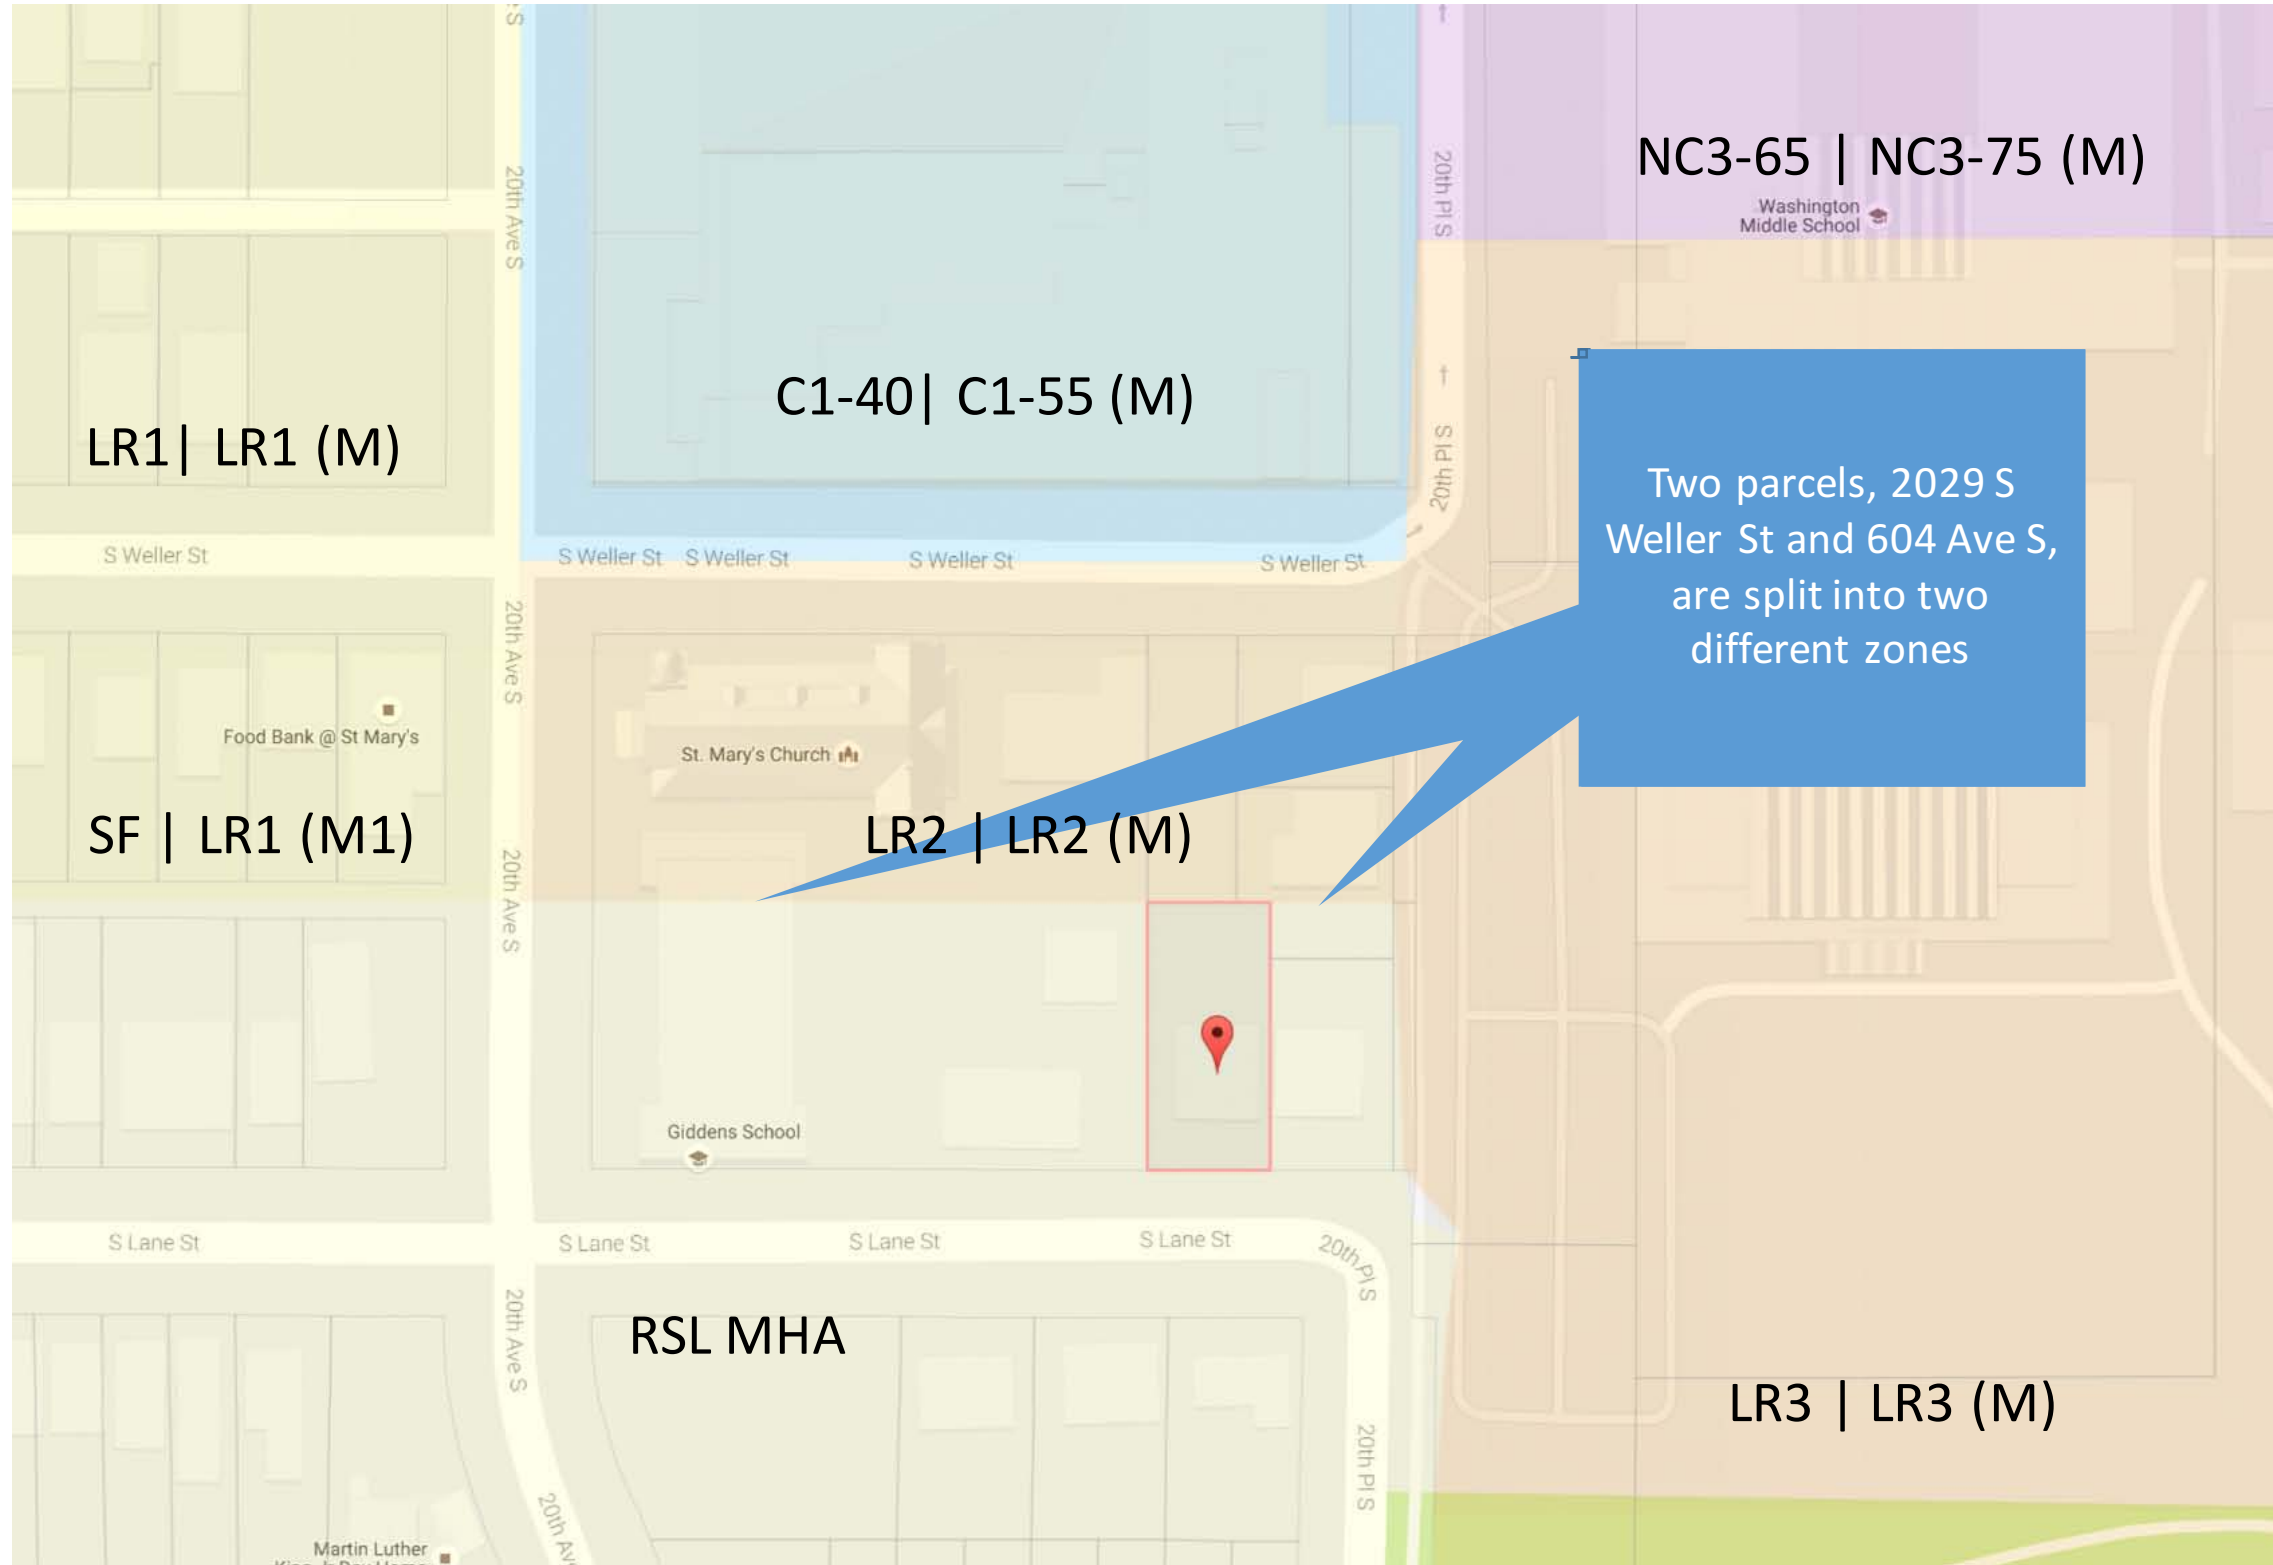 S
20th Ave S
20th Pl S
NC3-65 | NC3-75 (M)
Washington
Middle School
C1-40| C1-55 (M)
LR1| LR1 (M)
20th Pl S
Two parcels, 2029 S
Weller St and 604 Ave S,
are split into two
different zones
S Weller St
S Weller St
S Weller St
S Weller St
S Weller St
20th Ave S
Food Bank @ St Mary's
St. Mary's Church
SF | LR1 (M1)
LR2 | LR2 (M)
20th Ave S
Giddens School
S Lane St
S Lane St
S Lane St
S Lane St
20th Pl S
20th Ave S
RSL MHA
LR3 | LR3 (M)
20th Pl S
20th Av
Martin Luther